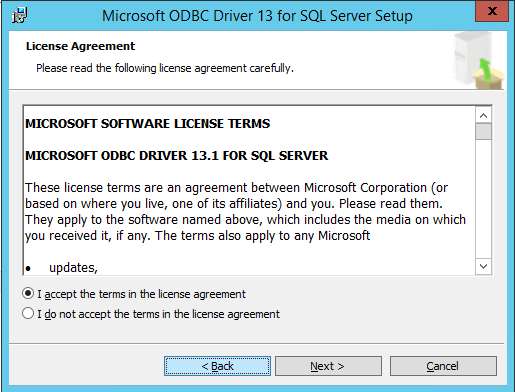 Microsoft ODBC Driver 13 for SQL Server Setup
x
License Agreement
Please read the following license agreement carefully.
MICROSOFT SOFTWARE LICENSE TERMS
MICROSOFT ODBC DRIVER 13.1 FOR SQL SERVER
These license terms are an agreement between Microsoft Corporation (or
based on where you live, one of its affiliates) and you. Please read them.
They apply to the software named above, which includes the media on which
you received it, if any. The terms also apply to any Microsoft
• updates,
I accept the terms in the license agreement
I do not accept the terms in the license agreement
< Back
Next >
Cancel